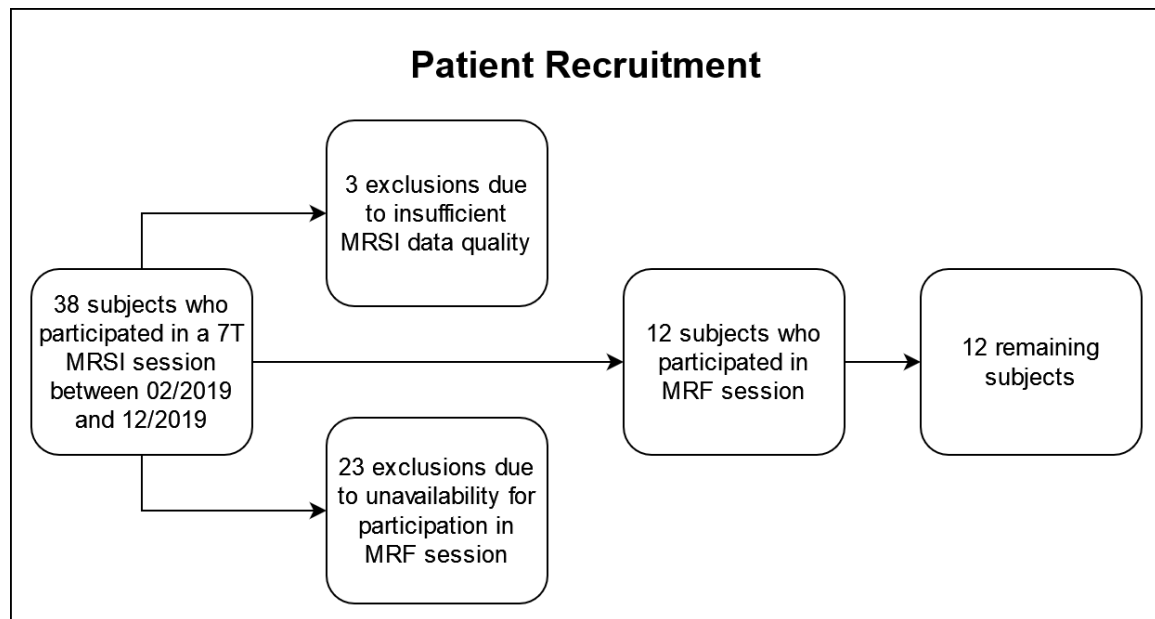 Patient Recruitment
3 exclusions due
to insufficient
MRSI data quality
38 subjects who
participated in a 7T
MRSI session
between 02/2019
and 12/2019
12 subjects who
participated in
MRF session
12 remaining
subjects
23 exclusions due
to unavailability for
participation in
MRF session